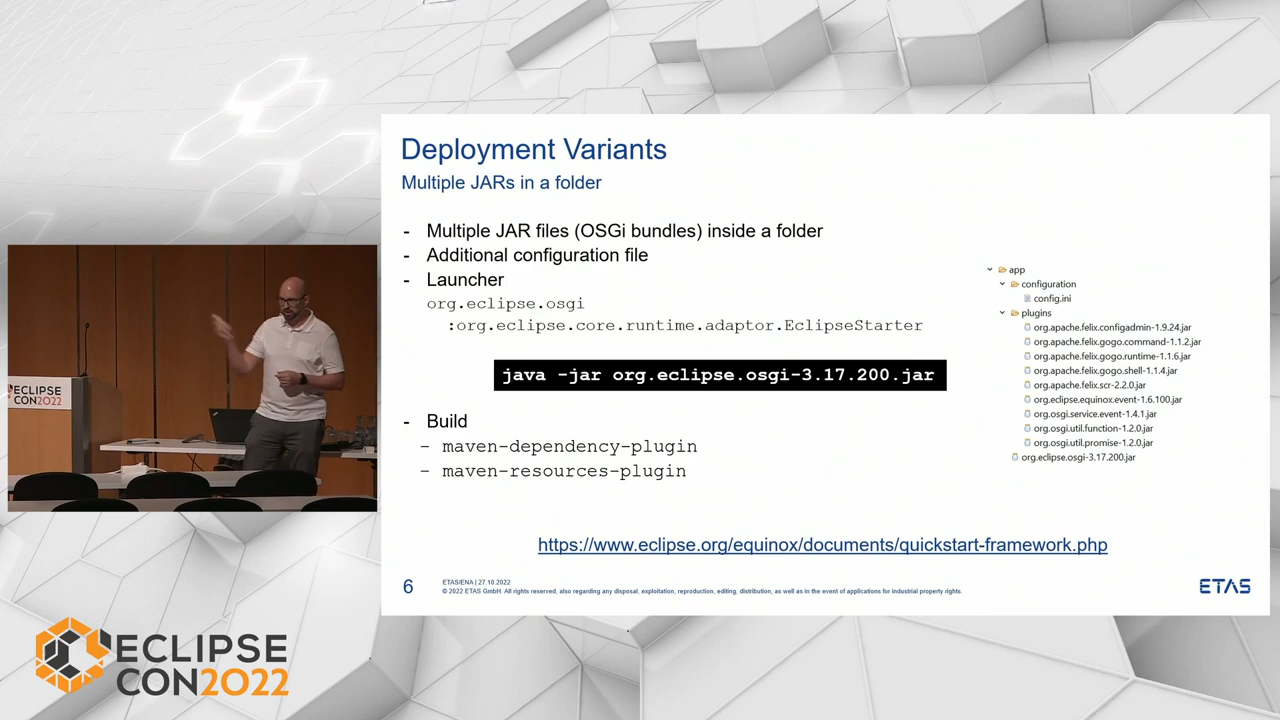 Deployment Variants
Multiple JARs in a folder
- Multiple JAR files (OSGi bundles) inside a folder
- Additional configuration file
- Launcher
org.eclipse.osgi
:org.eclipse.core.runtime.adaptor.EclipseStarter
java -jar org.eclipse.osgi-3.17.200.jar
- Build
– maven-dependency-plugin
– maven-resources-plugin
app
configuration
config.ini
plugins
org.apache.felix.configadmin-1.9.24.jar
org.apache.felix.gogo.command-1.1.2.jar
org.apache.felix.gogo.runtime-1.1.6.jar
org.apache.felix.gogo.shell-1.1.4.jar
org.apache.felix.scr-2.2.0.jar
org.eclipse.equinox.event-1.6.100.jar
org.osgi.service.event-1.4.1.jar
org.osgi.util.function-1.2.0.jar
org.osgi.util.promise-1.2.0.jar
org.eclipse.osgi-3.17.200.jar
https://www.eclipse.org/equinox/documents/quickstart-framework.php
6
ETAS/ENA | 27.10.2022
© 2022 ETAS GmbH. All rights reserved, also regarding any disposal, exploitation, reproduction, editing, distribution, as well as in the event of applications for industrial property rights.
ETAS
ECLIPSE
CON2022
ECLIPSE
CON2022